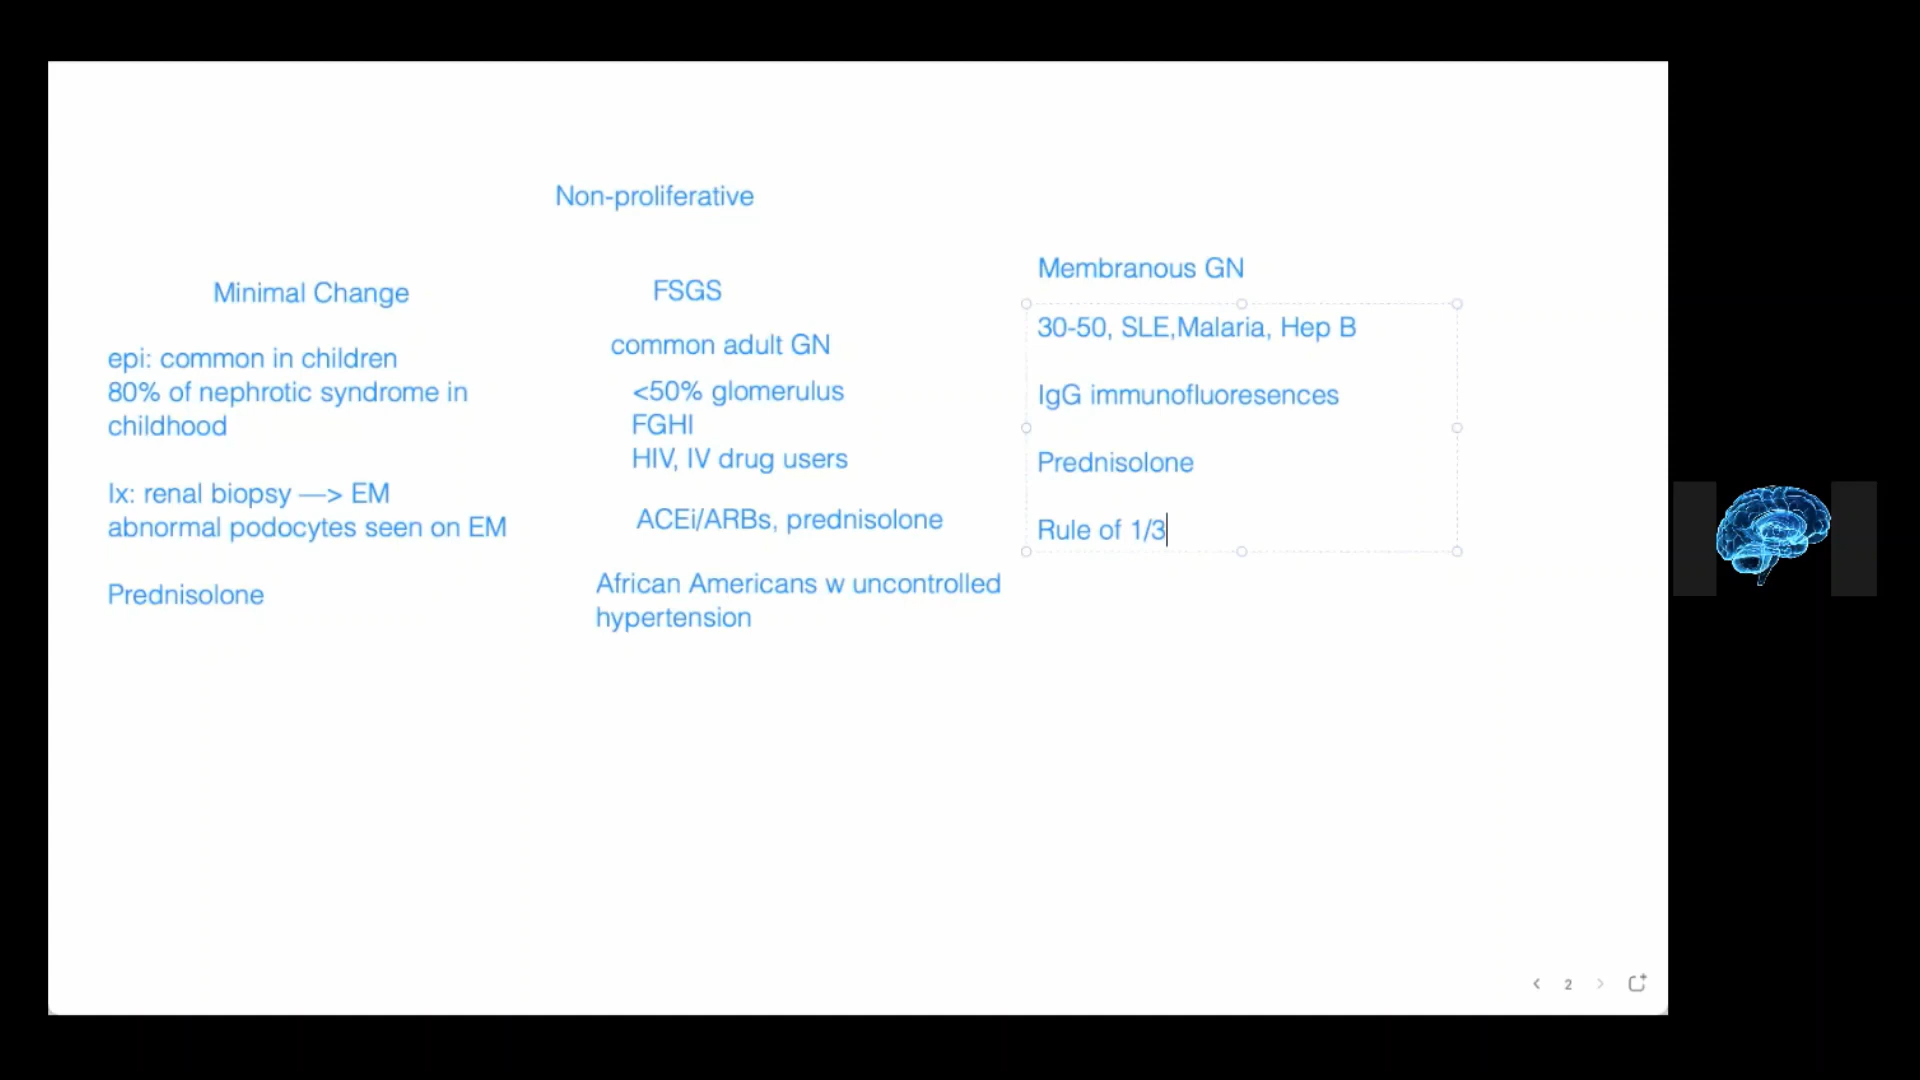 Non-proliferative
Minimal Change
epi: common in children
80% of nephrotic syndrome in
childhood
Ix: renal biopsy —> EM
abnormal podocytes seen on EM
Prednisolone
FSGS
common adult GN
<50% glomerulus
FGHI
HIV, IV drug users
ACEi/ARBs, prednisolone
African Americans w uncontrolled
hypertension
Membranous GN
30-50, SLE,Malaria, Hep B
IgG immunofluoresences
Prednisolone
Rule of 1/3
2